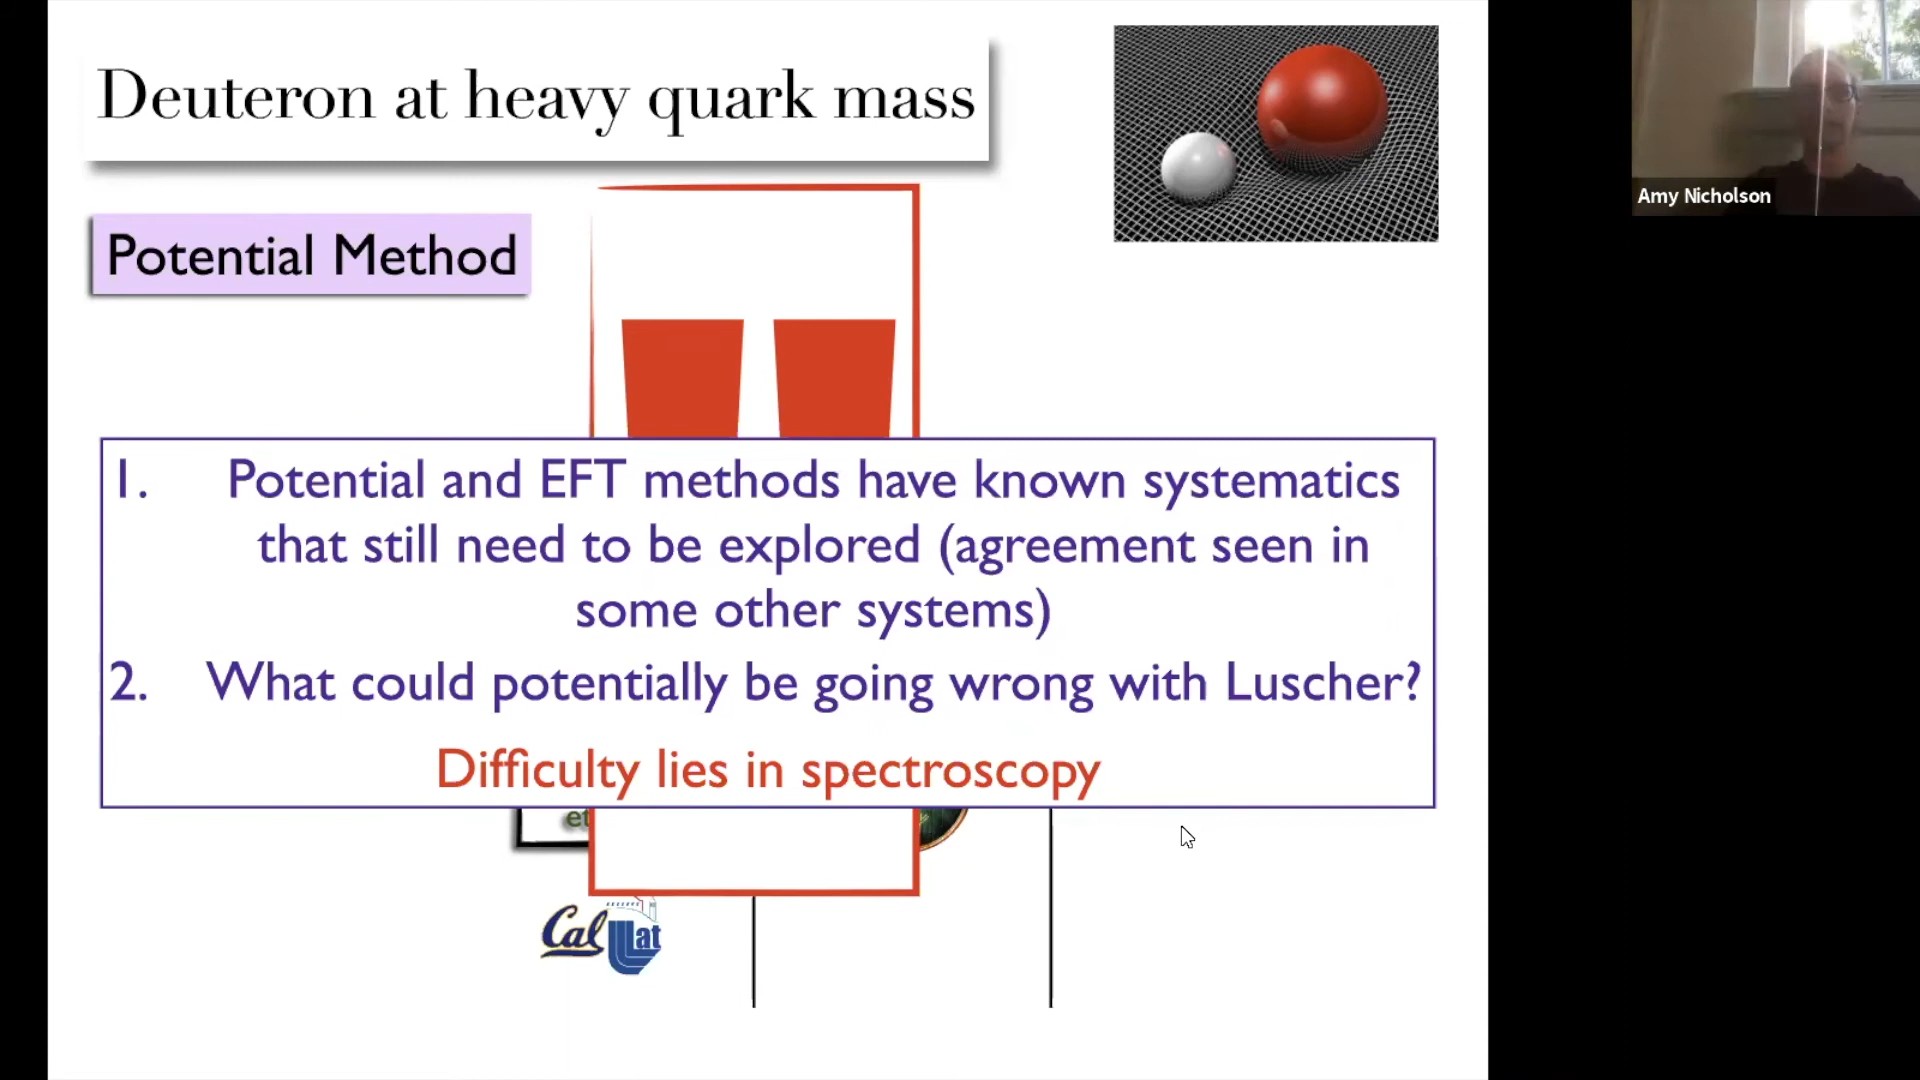 Deuteron at heavy quark mass
Amy Nicholson
Potential Method
1. Potential and EFT methods have known systematics
that still need to be explored (agreement seen in
some other systems)
2. What could potentially be going wrong with Luscher?
Difficulty lies in spectroscopy
et
Cal Lat